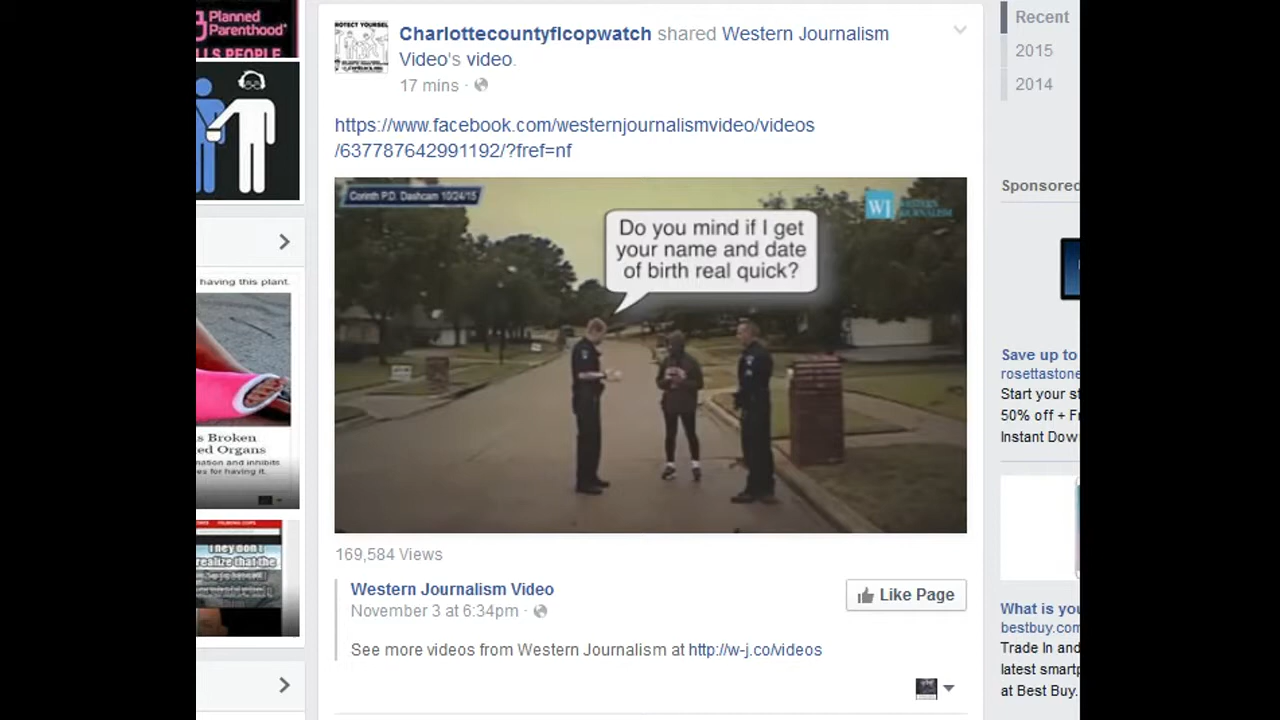 Planned
Parenthood®
Charlottecountyflcopwatch shared Western Journalism
Video's video.
17 mins ·
https://www.facebook.com/westernjournalismvideo/videos
/637787642991192/?fref=nf
Corinth P.D. Dashcam 10/24/15
WJ WESTERN
JOURNALISM
Do you mind if I get
your name and date
of birth real quick?
169,584 Views
Western Journalism Video
November 3 at 6:34pm ·
Like Page
See more videos from Western Journalism at http://w-j.co/videos
having this plant.
s Broken
ed Organs
nation and inhibits
es for having it.
They don't
realize that the
Recent
2015
2014
Sponsored
Save up to
rosettastone
Start your st
50% off + Fr
Instant Dow
What is you
bestbuy.com
Trade In and
latest smartp
at Best Buy.